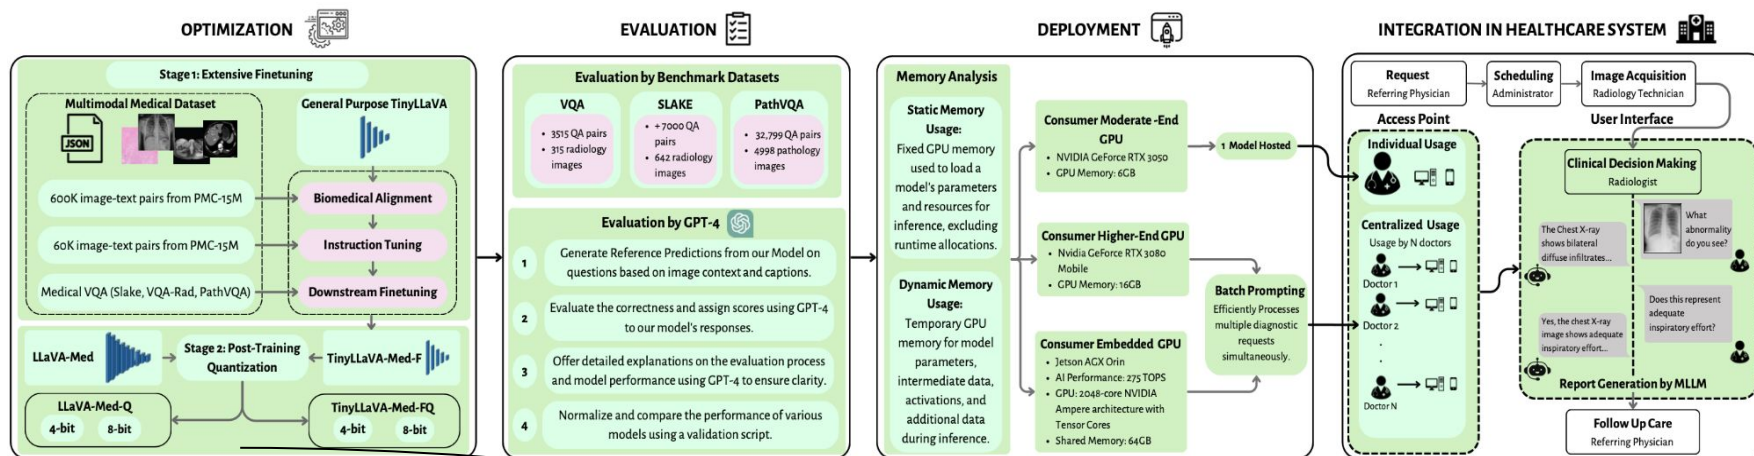 OPTIMIZATION
Stage 1: Extensive Finetuning
Multimodal Medical Dataset
JSON
General Purpose TinyLLaVA
600K image-text pairs from PMC-15M
Biomedical Alignment
60K image-text pairs from PMC-15M
Instruction Tuning
Medical VQA (Slake, VQA-Rad, PathVQA)
Downstream Finetuning
LLaVA-Med
Stage 2: Post-Training
Quantization
TinyLLaVA-Med-F
LLaVA-Med-Q
4-bit
8-bit
TinyLLaVA-Med-FQ
4-bit
8-bit
EVALUATION
Evaluation by Benchmark Datasets
VQA
• 3515 QA pairs
• 315 radiology
images
SLAKE
• +7000 QA
pairs
• 642 radiology
images
PathVQA
• 32,799 QA pairs
• 4998 pathology
images
Evaluation by GPT-4
1
Generate Reference Predictions from our Model on
questions based on image context and captions.
2
Evaluate the correctness and assign scores using GPT-4
to our model's responses.
3
Offer detailed explanations on the evaluation process
and model performance using GPT-4 to ensure clarity.
4
Normalize and compare the performance of various
models using a validation script.
DEPLOYMENT
Memory Analysis
Static Memory
Usage:
Fixed GPU memory
used to load a
model's parameters
and resources for
inference, excluding
runtime allocations.
Dynamic Memory
Usage:
Temporary GPU
memory for model
parameters,
intermediate data,
activations, and
additional data
during inference.
Consumer Moderate -End
GPU
• NVIDIA GeForce RTX 3050
• GPU Memory: 6GB
1 Model Hosted
Consumer Higher-End GPU
• Nvidia GeForce RTX 3080
Mobile
• GPU Memory: 16GB
Consumer Embedded GPU
• Jetson AGX Orin
• AI Performance: 275 TOPS
• GPU: 2048-core NVIDIA
Ampere architecture with
Tensor Cores
• Shared Memory: 64GB
Batch Prompting
Efficiently Processes
multiple diagnostic
requests
simultaneously.
INTEGRATION IN HEALTHCARE SYSTEM
Request
Referring Physician
Scheduling
Administrator
Image Acquisition
Radiology Technician
Access Point
Individual Usage
Centralized Usage
Usage by N doctors
Doctor 1
Doctor 2
.
.
.
Doctor N
User Interface
Clinical Decision Making
Radiologist
What
abnormality
do you see?
The Chest X-ray
shows bilateral
diffuse infiltrates...
Does this represent
adequate
inspiratory effort?
Yes, the chest X-ray
image shows adequate
inspiratory effort...
Report Generation by MLLM
Follow Up Care
Referring Physician